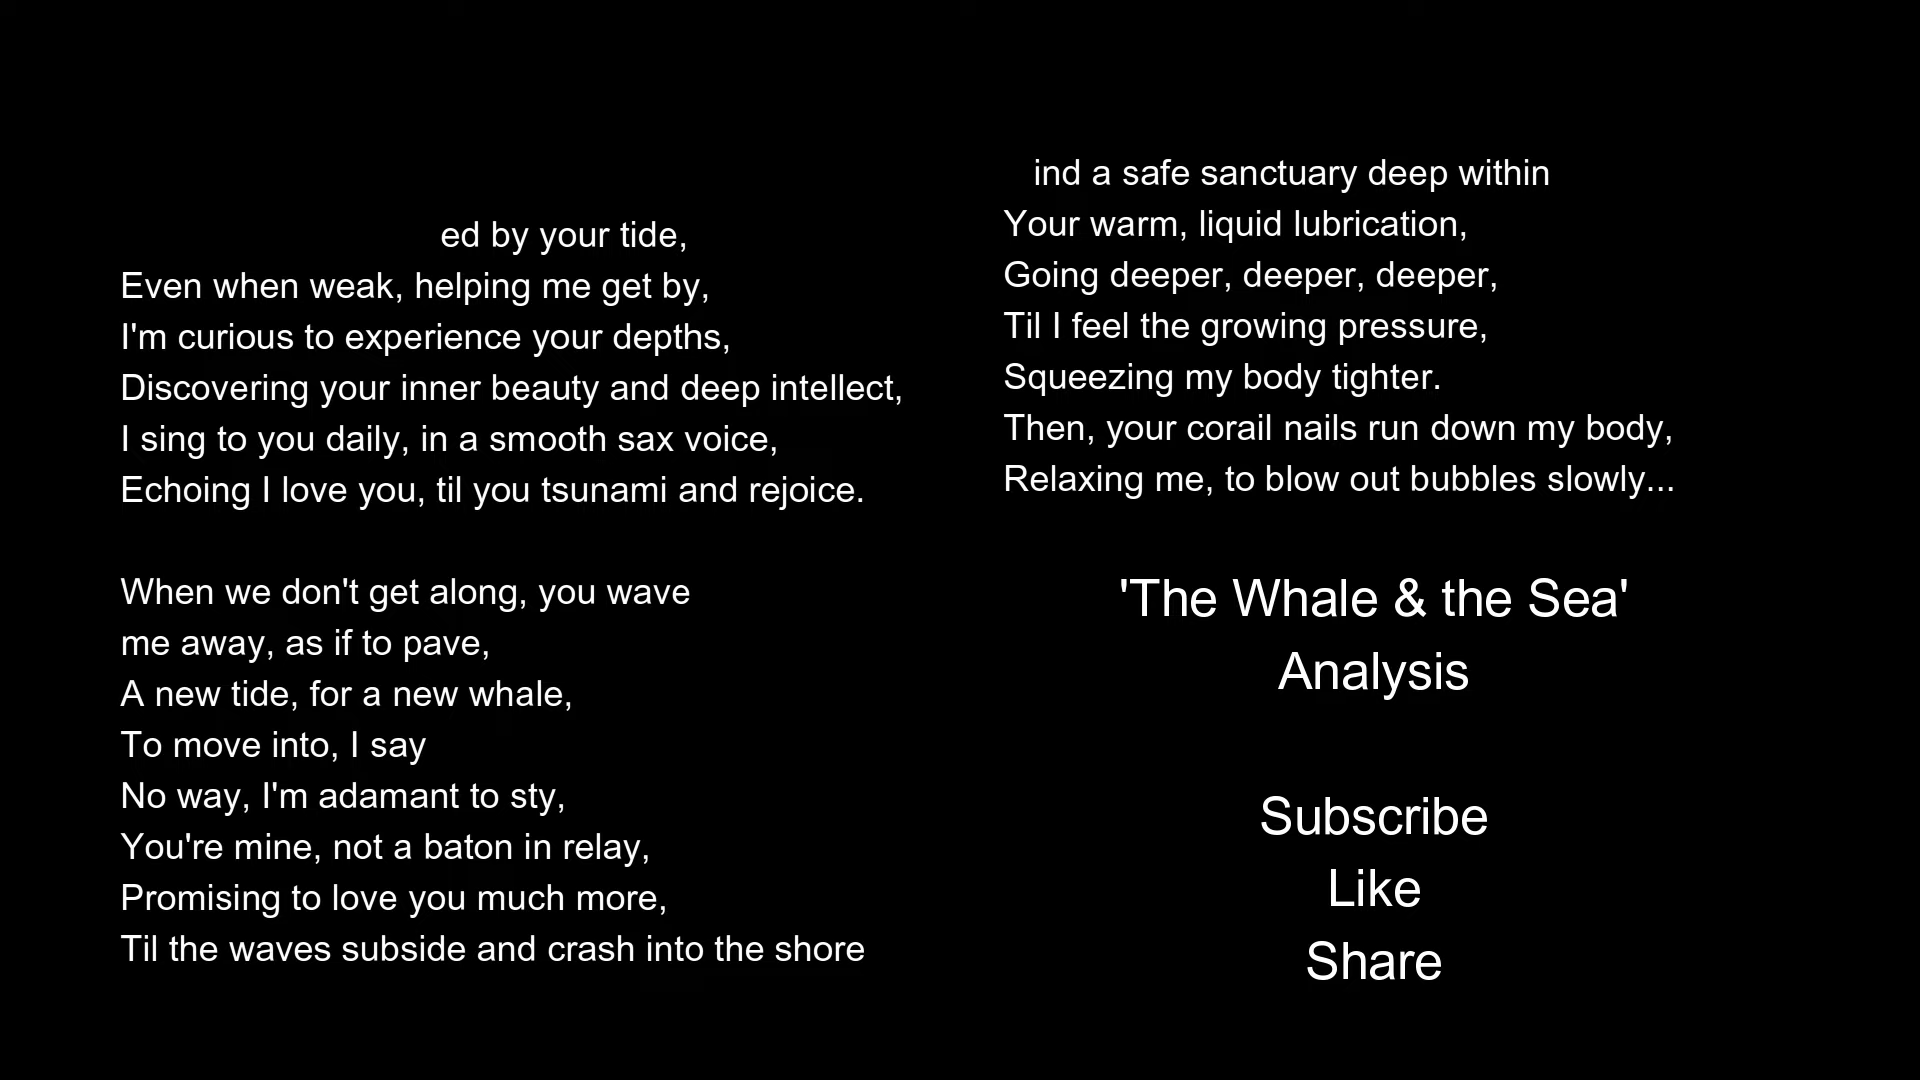 ed by your tide,
Even when weak, helping me get by,
I'm curious to experience your depths,
Discovering your inner beauty and deep intellect,
I sing to you daily, in a smooth sax voice,
Echoing I love you, til you tsunami and rejoice.
When we don't get along, you wave
me away, as if to pave,
A new tide, for a new whale,
To move into, I say
No way, I'm adamant to sty,
You're mine, not a baton in relay,
Promising to love you much more,
Til the waves subside and crash into the shore
ind a safe sanctuary deep within
Your warm, liquid lubrication,
Going deeper, deeper, deeper,
Til I feel the growing pressure,
Squeezing my body tighter.
Then, your corail nails run down my body,
Relaxing me, to blow out bubbles slowly...
'The Whale & the Sea'
Analysis
Subscribe
Like
Share